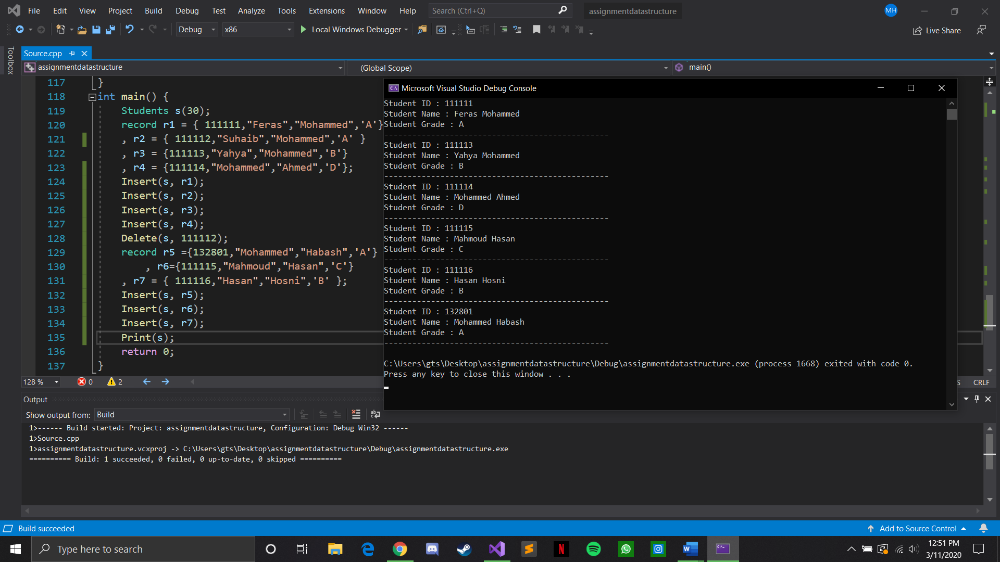 File Edit View Project Build Debug Test Analyze Tools Extensions Window Help Search (Ctrl+Q) assignmentdatastructure MH
Debug x86 Local Windows Debugger Live Share
Toolbox
Source.cpp
assignmentdatastructure (Global Scope) main()
117 }
118 int main() {
119 Students s(30);
120 record r1 = { 111111,"Feras","Mohammed",'A'}
121 , r2 = { 111112,"Suhaib","Mohammed",'A' }
122 , r3 = {111113,"Yahya","Mohammed",'B'}
123 , r4 = {111114,"Mohammed","Ahmed",'D'};
124 Insert(s, r1);
125 Insert(s, r2);
126 Insert(s, r3);
127 Insert(s, r4);
128 Delete(s, 111112);
129 record r5 ={132801,"Mohammed","Habash",'A'}
130 , r6={111115,"Mahmoud","Hasan",'C'}
131 , r7 = { 111116,"Hasan","Hosni",'B' };
132 Insert(s, r5);
133 Insert(s, r6);
134 Insert(s, r7);
135 Print(s);
136 return 0;
137 }
Microsoft Visual Studio Debug Console
Student ID : 111111
Student Name : Feras Mohammed
Student Grade : A
------------------------------------------------
Student ID : 111113
Student Name : Yahya Mohammed
Student Grade : B
------------------------------------------------
Student ID : 111114
Student Name : Mohammed Ahmed
Student Grade : D
------------------------------------------------
Student ID : 111115
Student Name : Mahmoud Hasan
Student Grade : C
------------------------------------------------
Student ID : 111116
Student Name : Hasan Hosni
Student Grade : B
------------------------------------------------
Student ID : 132801
Student Name : Mohammed Habash
Student Grade : A
------------------------------------------------
C:\Users\gts\Desktop\assignmentdatastructure\Debug\assignmentdatastructure.exe (process 1668) exited with code 0.
Press any key to close this window . . .
128 % 0 2 S CRLF
Output
Show output from: Build
1>------ Build started: Project: assignmentdatastructure, Configuration: Debug Win32 ------
1>Source.cpp
1>assignmentdatastructure.vcxproj -> C:\Users\gts\Desktop\assignmentdatastructure\Debug\assignmentdatastructure.exe
========== Build: 1 succeeded, 0 failed, 0 up-to-date, 0 skipped ==========
Build succeeded Add to Source Control
Type here to search
12:51 PM
3/11/2020